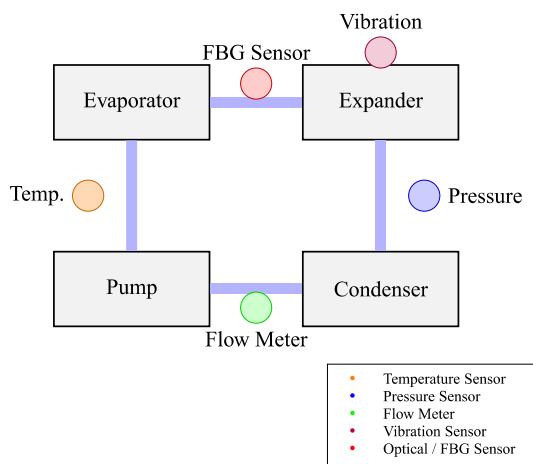 Vibration
FBG Sensor
Evaporator
Expander
Temp.
Pressure
Pump
Condenser
Flow Meter
Temperature Sensor
Pressure Sensor
Flow Meter
Vibration Sensor
Optical / FBG Sensor